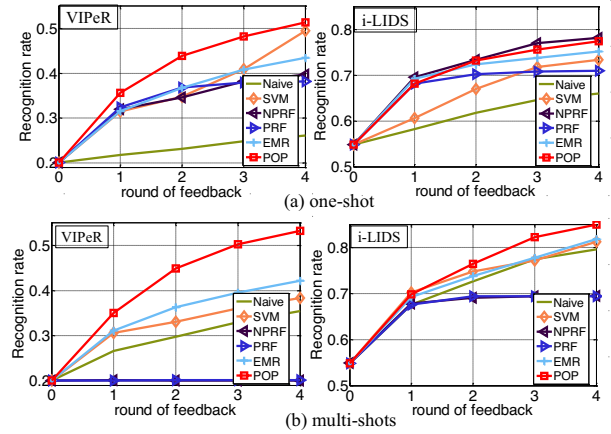 VIPeR
i-LIDS
Recognition rate
0.5
0.4
0.3
0.2
0 1 2 3 4
round of feedback
Naive
SVM
NPRF
PRF
EMR
POP
Recognition rate
0.8
0.7
0.6
0.5
0 1 2 3 4
round of feedback
Naive
SVM
NPRF
PRF
EMR
POP
(a) one-shot
VIPeR
i-LIDS
Recognition rate
0.5
0.4
0.3
0.2
0 1 2 3 4
round of feedback
Naive
SVM
NPRF
PRF
EMR
POP
Recognition rate
0.8
0.7
0.6
0.5
0 1 2 3 4
round of feedback
Naive
SVM
NPRF
PRF
EMR
POP
(b) multi-shots